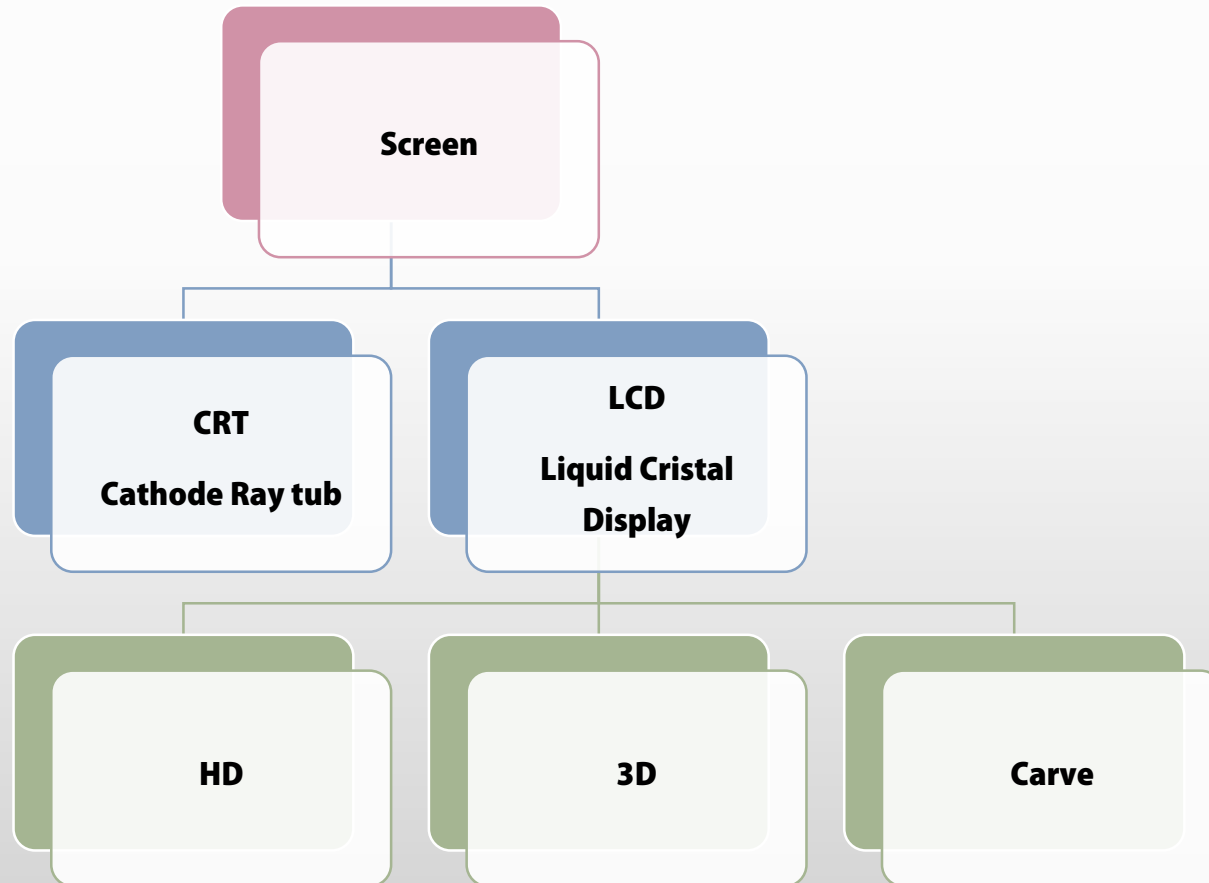 Screen
CRT
Cathode Ray tub
LCD
Liquid Cristal
Display
HD
3D
Carve